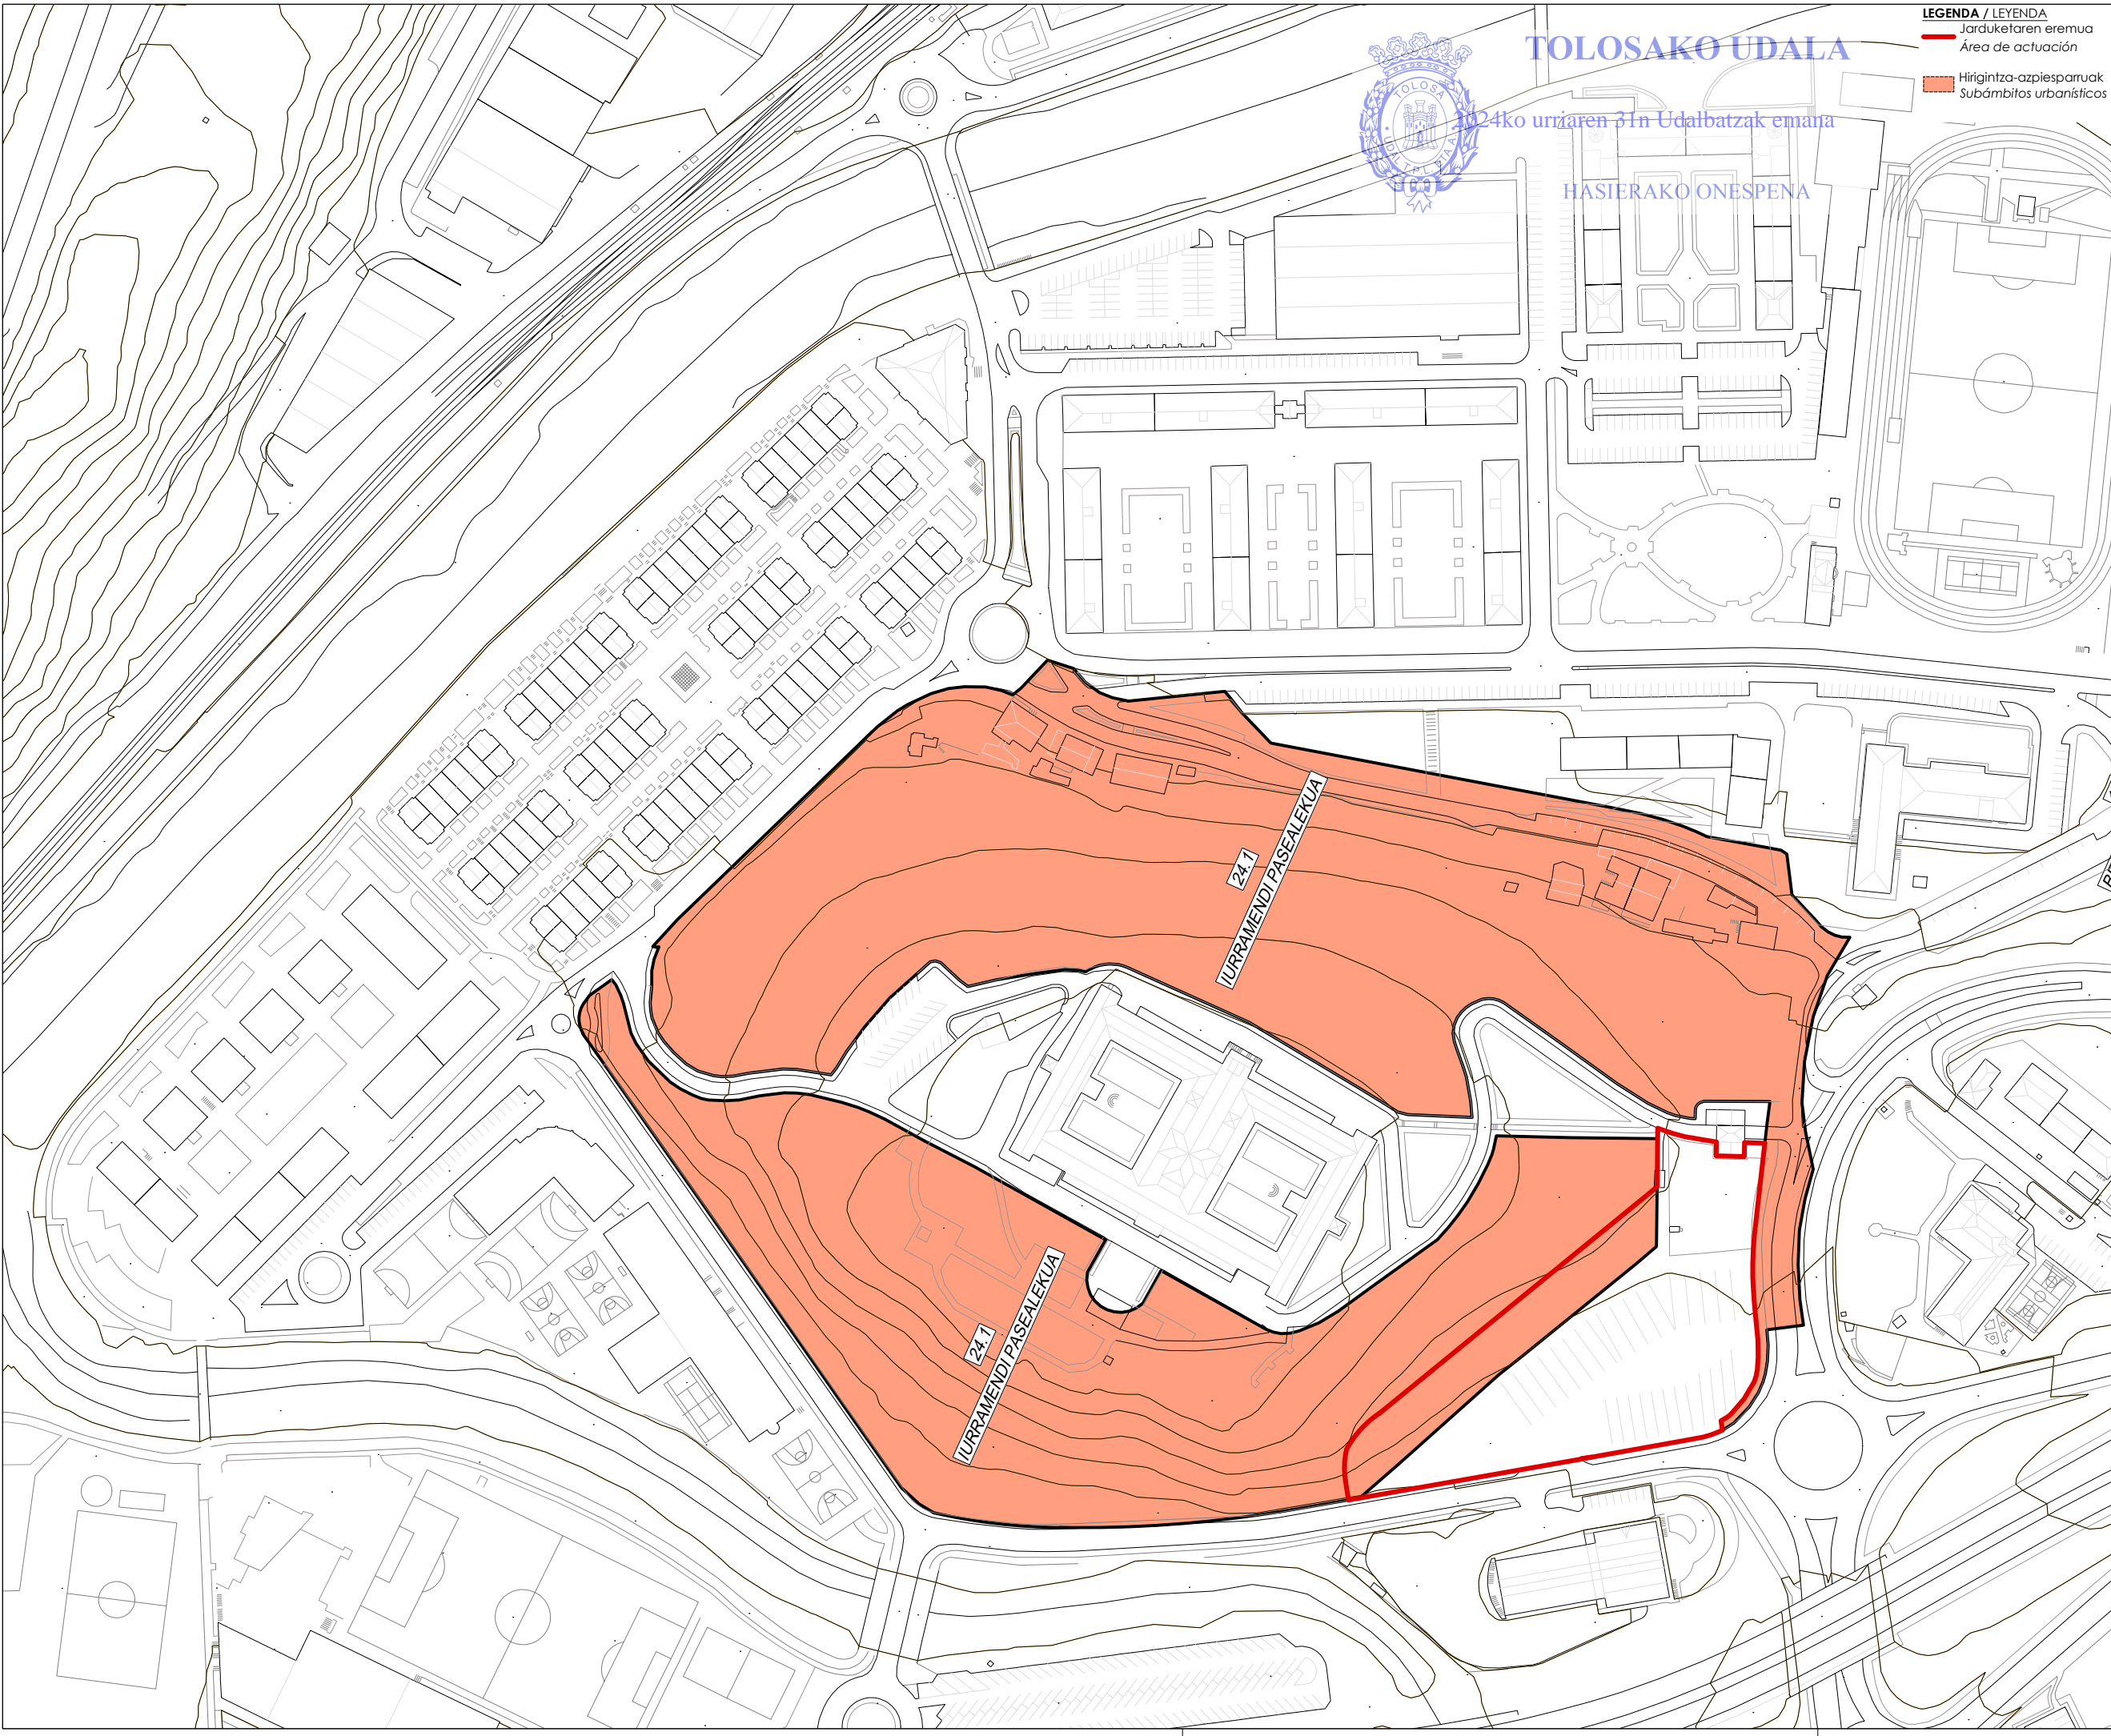 LEGENDA / LEYENDA
Jarduketaren eremua
Área de actuación
Hirigintza-azpiesparruak
Subámbitos urbanísticos
TOLOSAKO UDALA
2024ko urriaren 31n Udalbatzak emana
HASIERAKO ONESPENA
TOLOSA
24.1
IURRAMENDI PASEALEKUA
24.1
IURRAMENDI PASEALEKUA